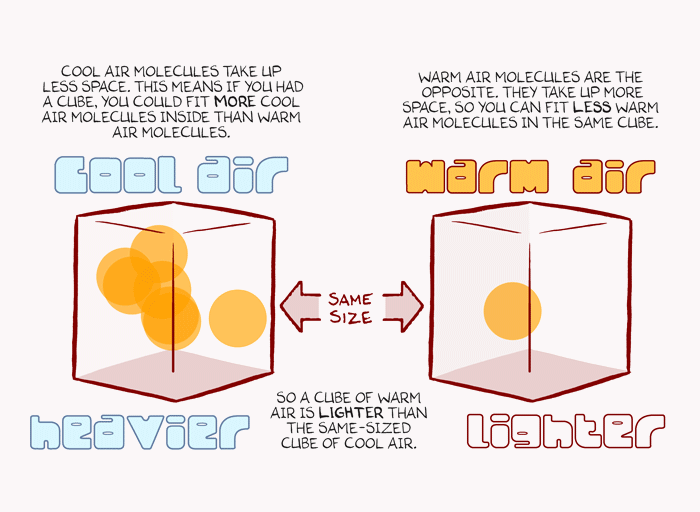 COOL AIR MOLECULES TAKE UP
LESS SPACE. THIS MEANS IF YOU HAD
A CUBE, YOU COULD FIT MORE COOL
AIR MOLECULES INSIDE THAN WARM
AIR MOLECULES.
WARM AIR MOLECULES ARE THE
OPPOSITE. THEY TAKE UP MORE
SPACE, SO YOU CAN FIT LESS WARM
AIR MOLECULES IN THE SAME CUBE.
Cool air
warm air
SAME
SIZE
SO A CUBE OF WARM
AIR IS LIGHTER THAN
THE SAME-SIZED
CUBE OF COOL AIR.
heavier
lighter